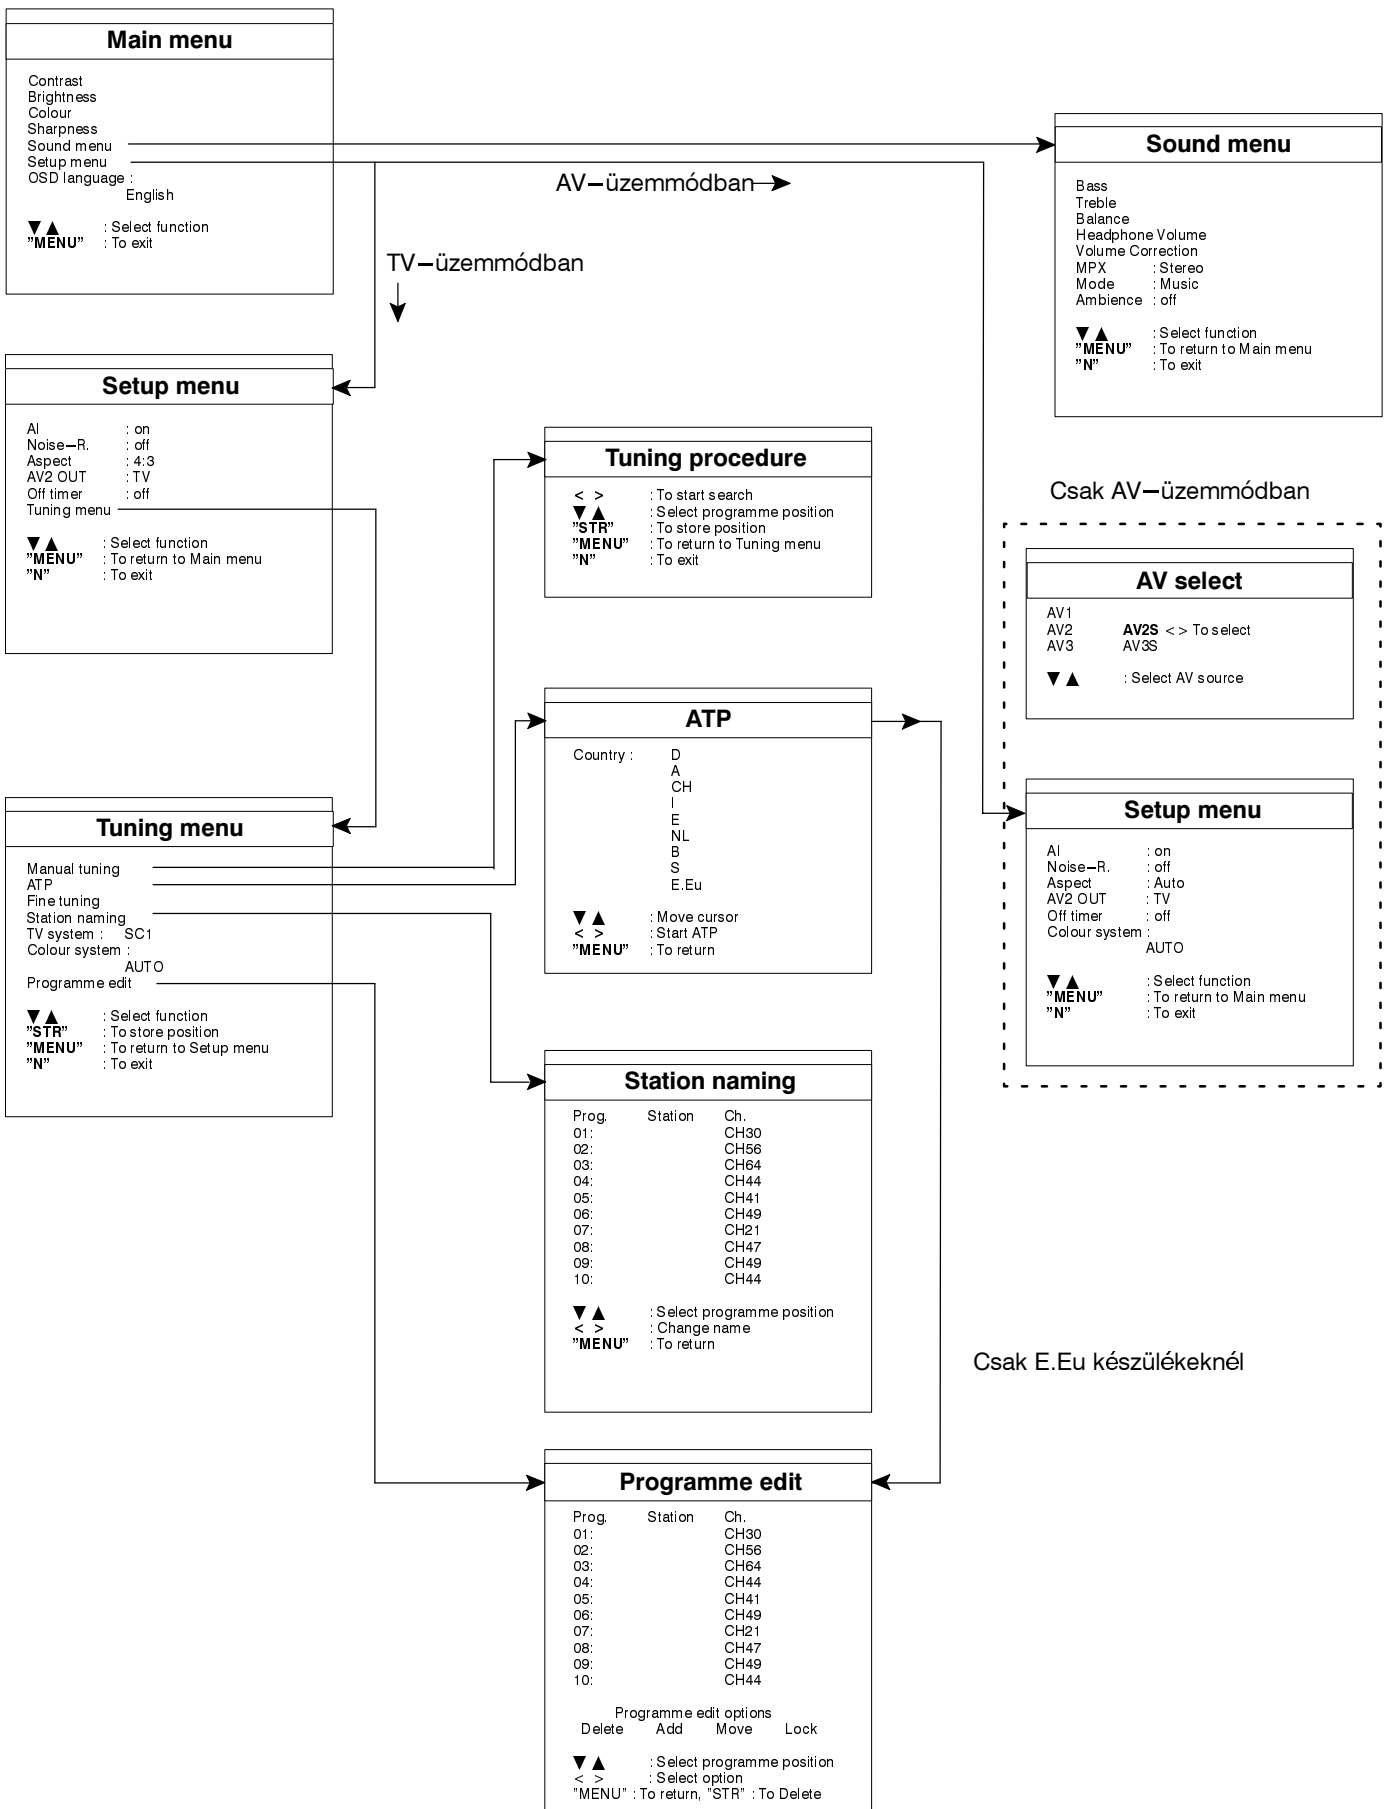 Main menu
Contrast
Brightness
Colour
Sharpness
Sound menu
Setup menu
OSD language :
English
▼ ▲ : Select function
"MENU" : To exit
AV–üzemmódban
TV–üzemmódban
Sound menu
Bass
Treble
Balance
Headphone Volume
Volume Correction
MPX : Stereo
Mode : Music
Ambience : off
▼ ▲ : Select function
"MENU" : To return to Main menu
"N" : To exit
Setup menu
AI : on
Noise–R. : off
Aspect : 4:3
AV2 OUT : TV
Off timer : off
Tuning menu
▼ ▲ : Select function
"MENU" : To return to Main menu
"N" : To exit
Tuning procedure
< > : To start search
▼ ▲ : Select programme position
"STR" : To store position
"MENU" : To return to Tuning menu
"N" : To exit
Csak AV–üzemmódban
AV select
AV1
AV2 AV2S < > To select
AV3 AV3S
▼ ▲ : Select AV source
ATP
Country : D
A
CH
I
E
NL
B
S
E.Eu
▼ ▲ : Move cursor
< > : Start ATP
"MENU" : To return
Setup menu
AI : on
Noise–R. : off
Aspect : Auto
AV2 OUT : TV
Off timer : off
Colour system :
AUTO
▼ ▲ : Select function
"MENU" : To return to Main menu
"N" : To exit
Tuning menu
Manual tuning
ATP
Fine tuning
Station naming
TV system : SC1
Colour system :
AUTO
Programme edit
▼ ▲ : Select function
"STR" : To store position
"MENU" : To return to Setup menu
"N" : To exit
Station naming
Prog. Station Ch.
01: CH30
02: CH56
03: CH64
04: CH44
05: CH41
06: CH49
07: CH21
08: CH47
09: CH49
10: CH44
▼ ▲ : Select programme position
< > : Change name
"MENU" : To return
Csak E.Eu készülékeknél
Programme edit
Prog. Station Ch.
01: CH30
02: CH56
03: CH64
04: CH44
05: CH41
06: CH49
07: CH21
08: CH47
09: CH49
10: CH44
Programme edit options
Delete Add Move Lock
▼ ▲ : Select programme position
< > : Select option
"MENU" : To return, "STR" : To Delete